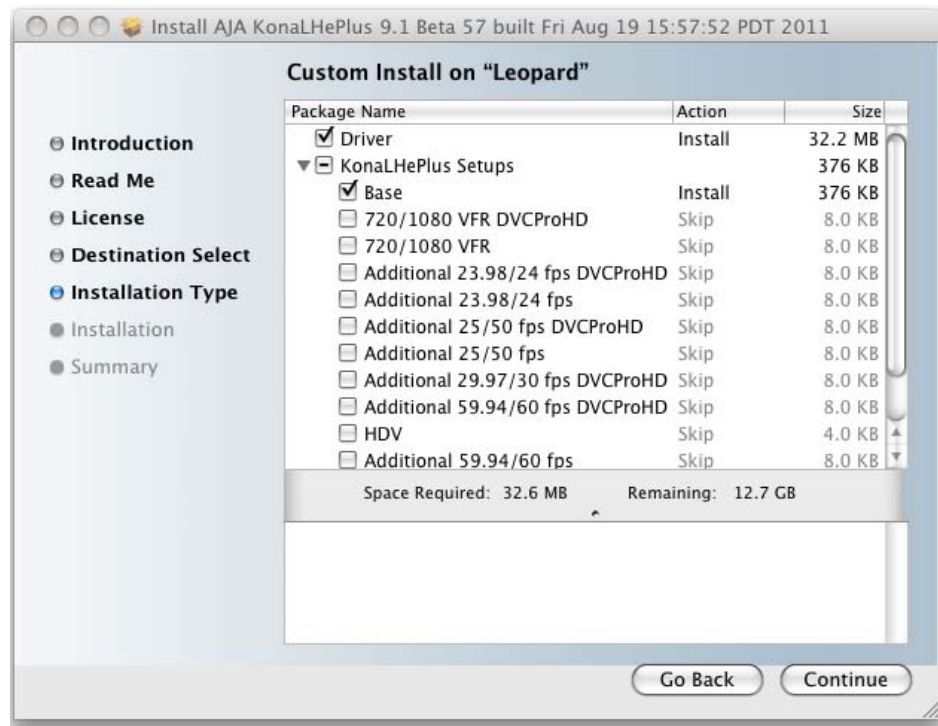 Install AJA KonaLHePlus 9.1 Beta 57 built Fri Aug 19 15:57:52 PDT 2011
Custom Install on “Leopard”
Introduction
Read Me
License
Destination Select
Installation Type
Installation
Summary
Package Name Action Size
Driver Install 32.2 MB
KonaLHePlus Setups 376 KB
Base Install 376 KB
720/1080 VFR DVCProHD Skip 8.0 KB
720/1080 VFR Skip 8.0 KB
Additional 23.98/24 fps DVCProHD Skip 8.0 KB
Additional 23.98/24 fps Skip 8.0 KB
Additional 25/50 fps DVCProHD Skip 8.0 KB
Additional 25/50 fps Skip 8.0 KB
Additional 29.97/30 fps DVCProHD Skip 8.0 KB
Additional 59.94/60 fps DVCProHD Skip 8.0 KB
HDV Skip 4.0 KB
Additional 59.94/60 fps Skip 8.0 KB
Space Required: 32.6 MB Remaining: 12.7 GB
Go Back Continue